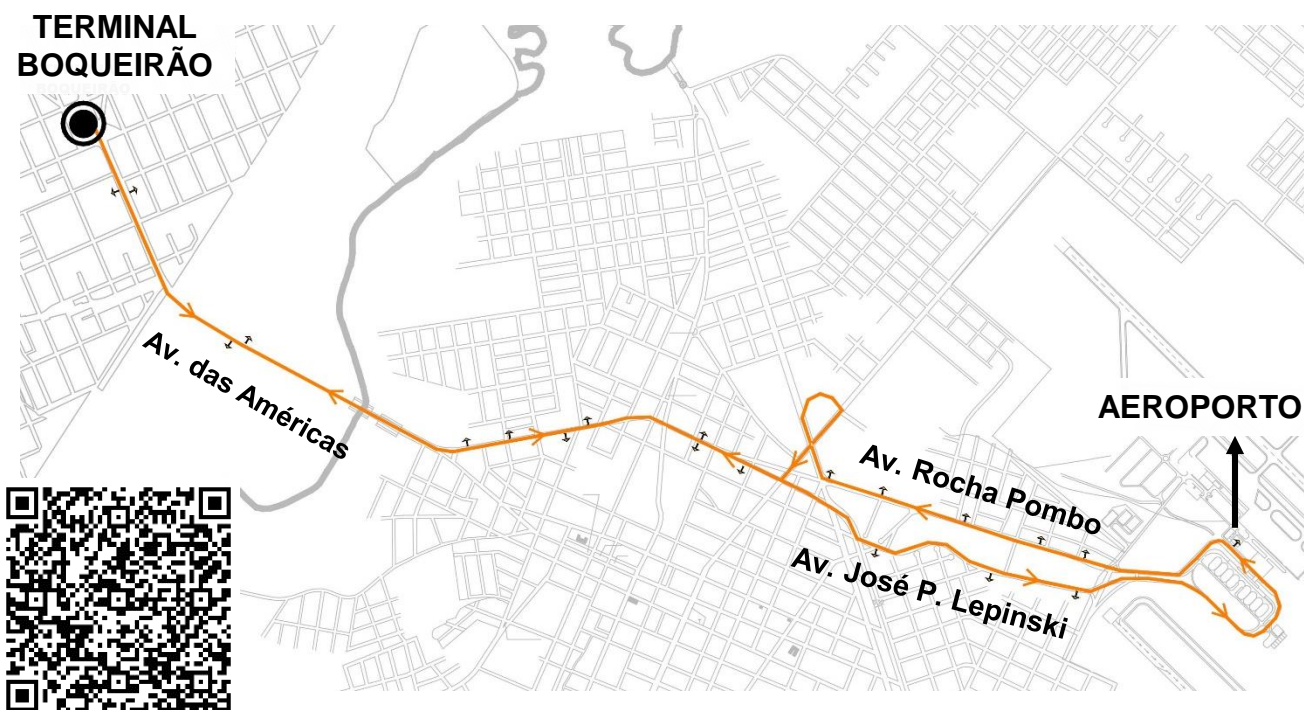 TERMINAL
BOQUEIRÃO
Av. das Américas
AEROPORTO
Av. Rocha Pombo
Av. José P. Lepinski